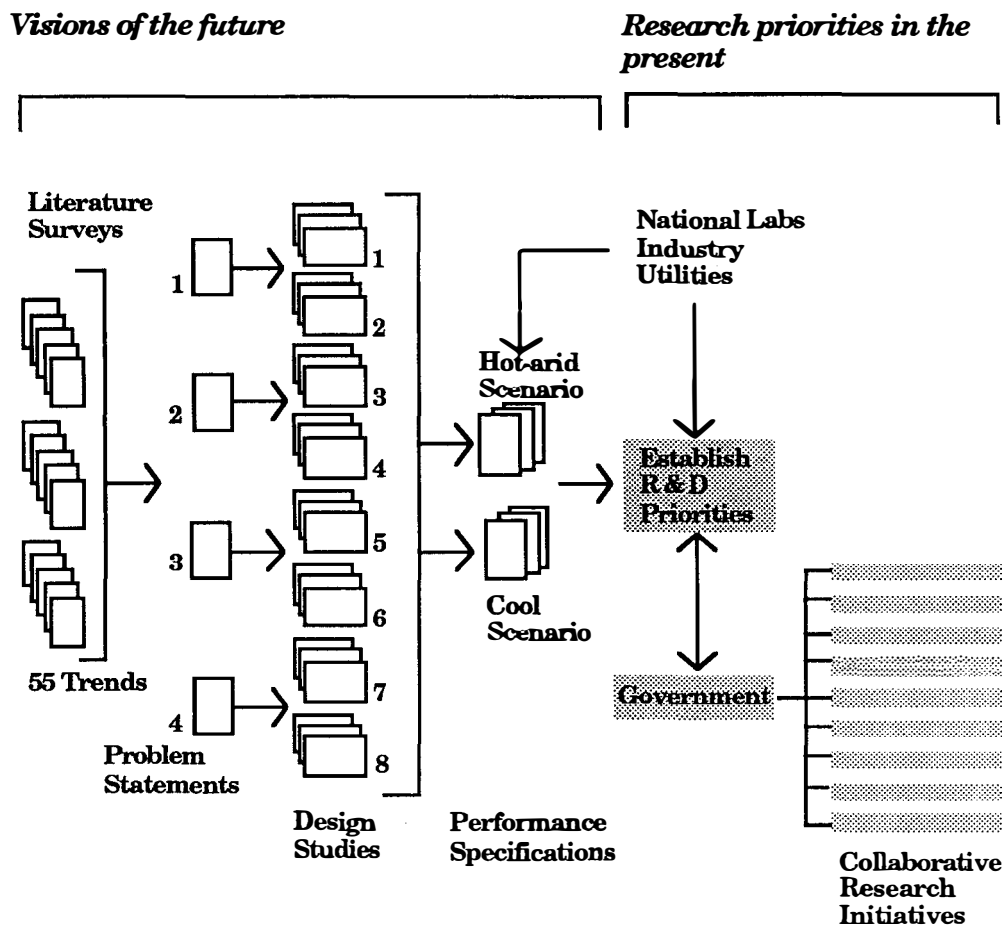 Visions of the future
Research priorities in the
present
Literature
Surveys
55 Trends
1
2
3
4
Problem
Statements
1
2
3
4
5
6
7
8
Design
Studies
Hot-arid
Scenario
Cool
Scenario
Performance
Specifications
National Labs
Industry
Utilities
Establish
R & D
Priorities
Government
Collaborative
Research
Initiatives